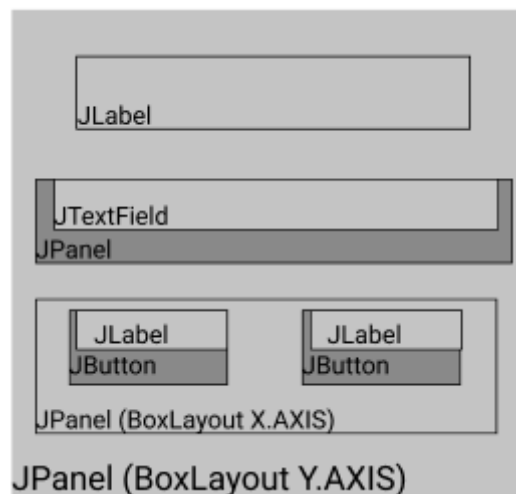 JLabel
JTextField
JPanel
JLabel JLabel
JButton JButton
JPanel (BoxLayout X.AXIS)
JPanel (BoxLayout Y.AXIS)